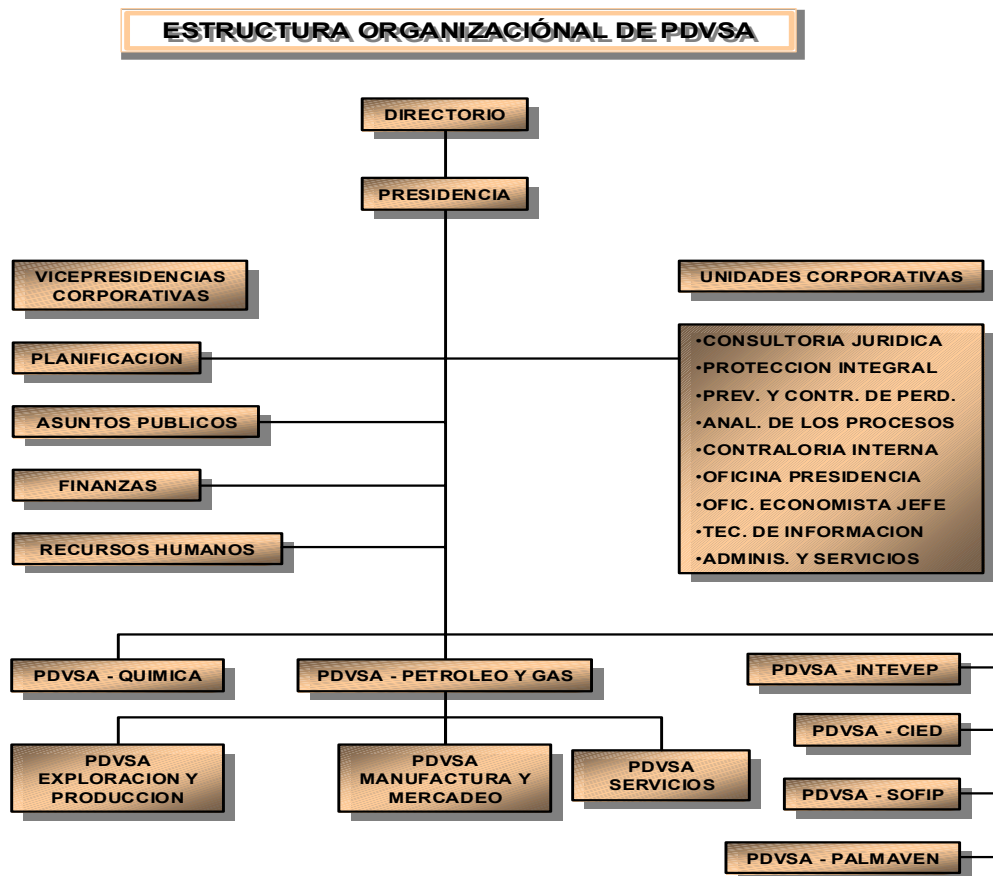 ESTRUCTURA ORGANIZACIÓNAL DE PDVSA
DIRECTORIO
PRESIDENCIA
VICEPRESIDENCIAS
CORPORATIVAS
UNIDADES CORPORATIVAS
PLANIFICACION
ASUNTOS PUBLICOS
FINANZAS
RECURSOS HUMANOS
•CONSULTORIA JURIDICA
•PROTECCION INTEGRAL
•PREV. Y CONTR. DE PERD.
•ANAL. DE LOS PROCESOS
•CONTRALORIA INTERNA
•OFICINA PRESIDENCIA
•OFIC. ECONOMISTA JEFE
•TEC. DE INFORMACION
•ADMINIS. Y SERVICIOS
PDVSA - QUIMICA
PDVSA - PETROLEO Y GAS
PDVSA - INTEVEP
PDVSA - CIED
PDVSA - SOFIP
PDVSA - PALMAVEN
PDVSA
EXPLORACION Y
PRODUCCION
PDVSA
MANUFACTURA Y
MERCADEO
PDVSA
SERVICIOS